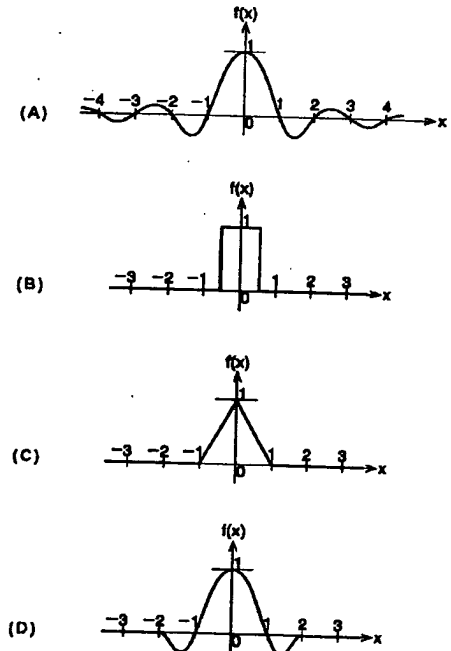 f(x)
1
-4 -3 -2 -1 1 2 3 4
(A)
0 x
f(x)
1
-3 -2 -1 1 2 3
(B)
0 x
f(x)
1
-3 -2 -1 1 2 3
(C)
0 x
f(x)
1
-3 -2 -1 1 2 3
(D)
0 x